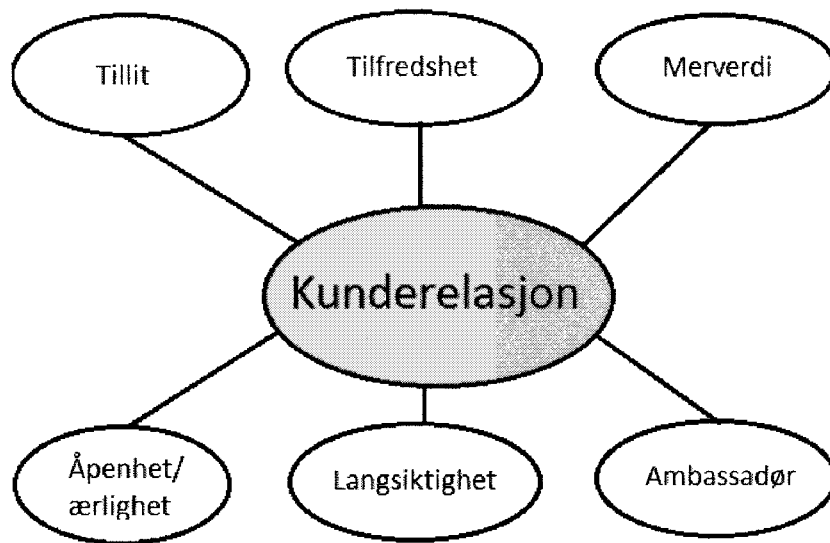 Tillit
Tilfredshet
Merverdi
Kunderelasjon
Åpenhet/
ærlighet
Langsiktighet
Ambassadør